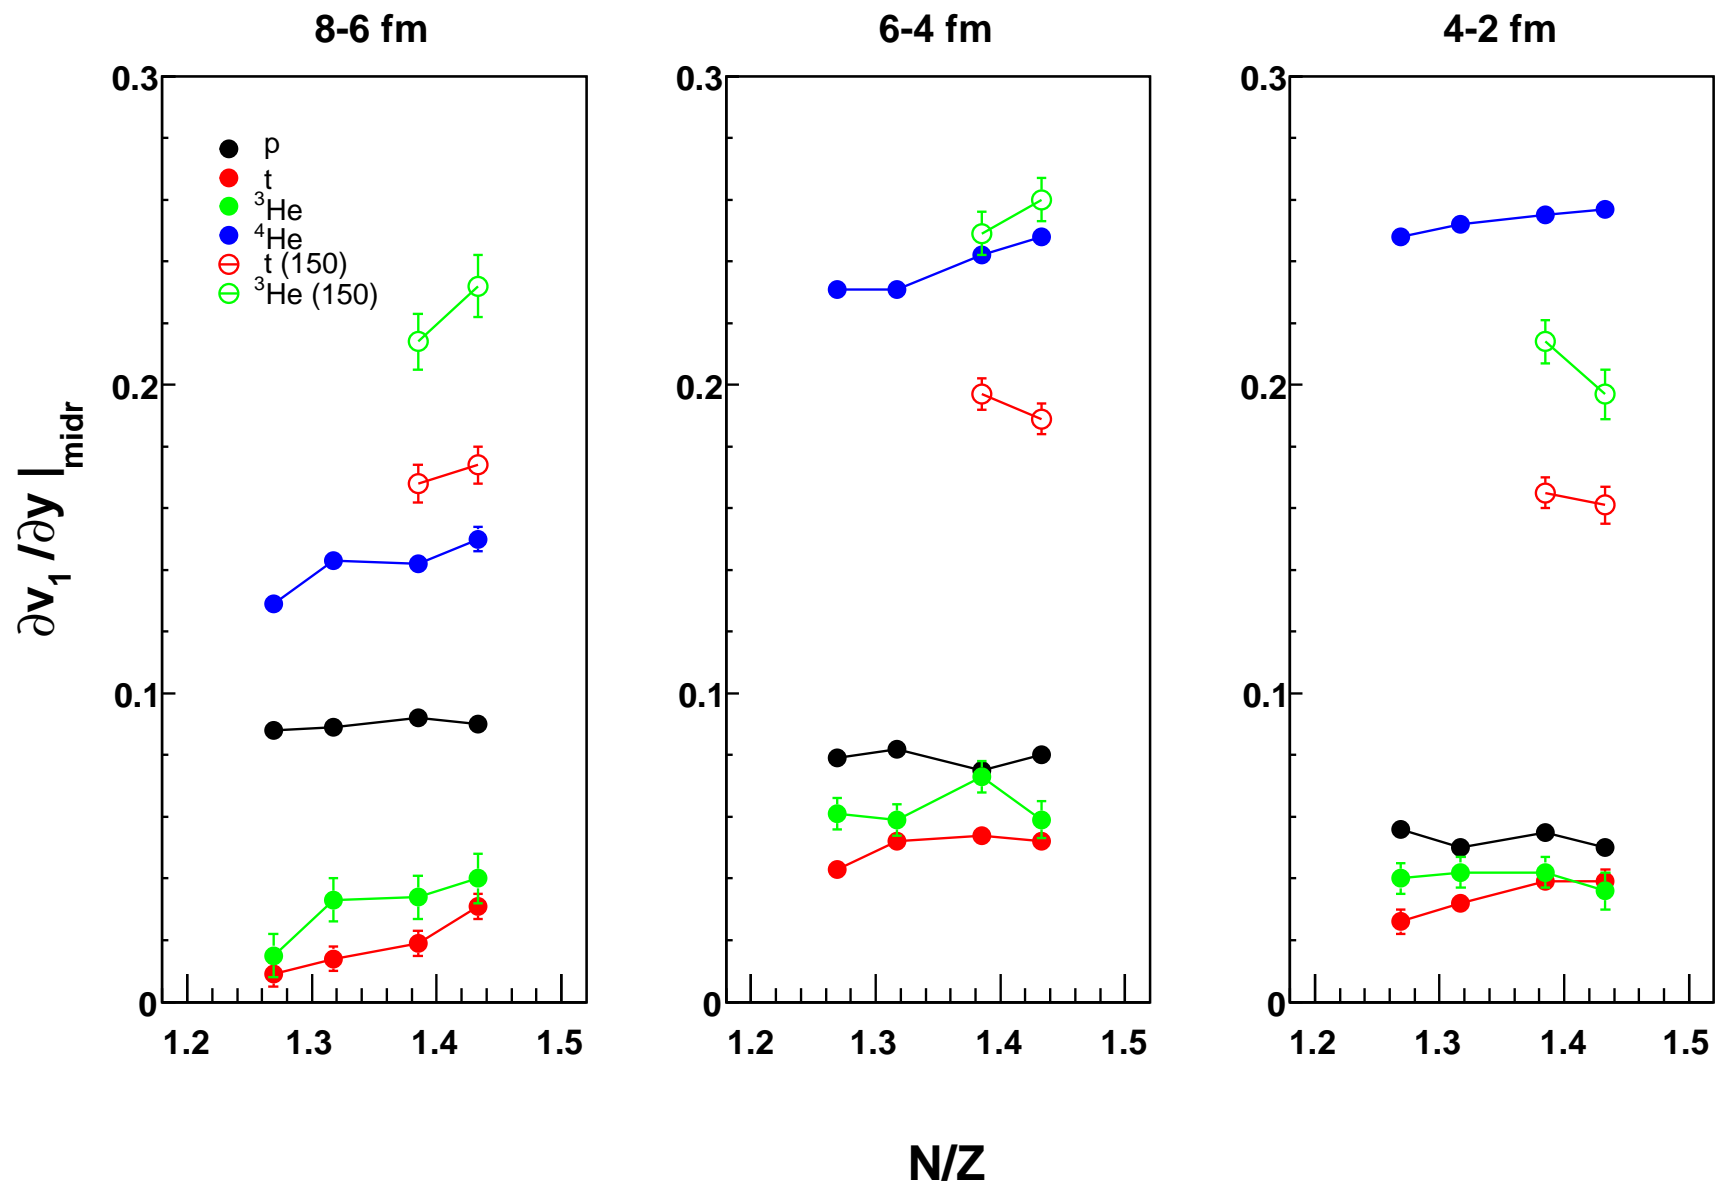 8-6 fm 6-4 fm 4-2 fm
0.3 0.3 0.3
p
t
³He
⁴He
t (150)
³He (150)
0.2 0.2 0.2
∂v₁ /∂y |midr
0.1 0.1 0.1
0 0 0
1.2 1.3 1.4 1.5 1.2 1.3 1.4 1.5 1.2 1.3 1.4 1.5
N/Z